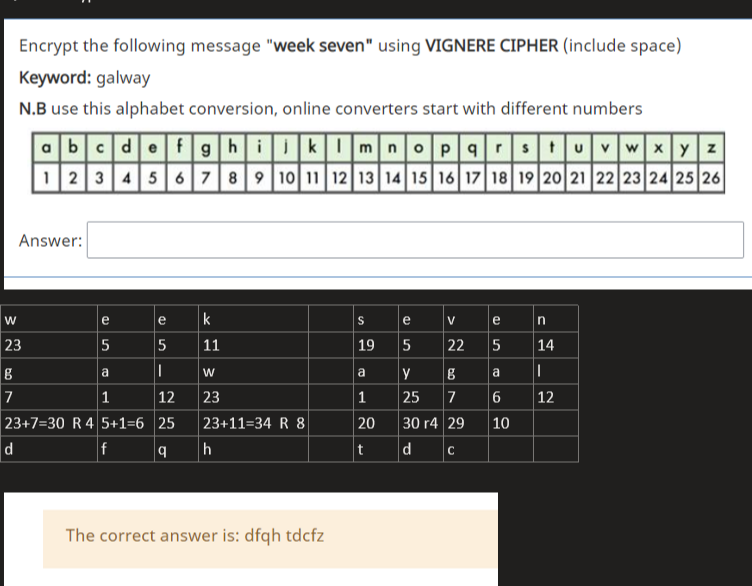 Encrypt the following message "week seven" using VIGNERE CIPHER (include space)
Keyword: galway
N.B use this alphabet conversion, online converters start with different numbers
a b c d e f g h i j k l m n o p q r s t u v w x y z
1 2 3 4 5 6 7 8 9 10 11 12 13 14 15 16 17 18 19 20 21 22 23 24 25 26
Answer:
w e e k s e v e n
23 5 5 11 19 5 22 5 14
g a l w a y g a l
7 1 12 23 1 25 7 6 12
23+7=30 R 4 5+1=6 25 23+11=34 R 8 20 30 r4 29 10
d f q h t d c
The correct answer is: dfqh tdcfz